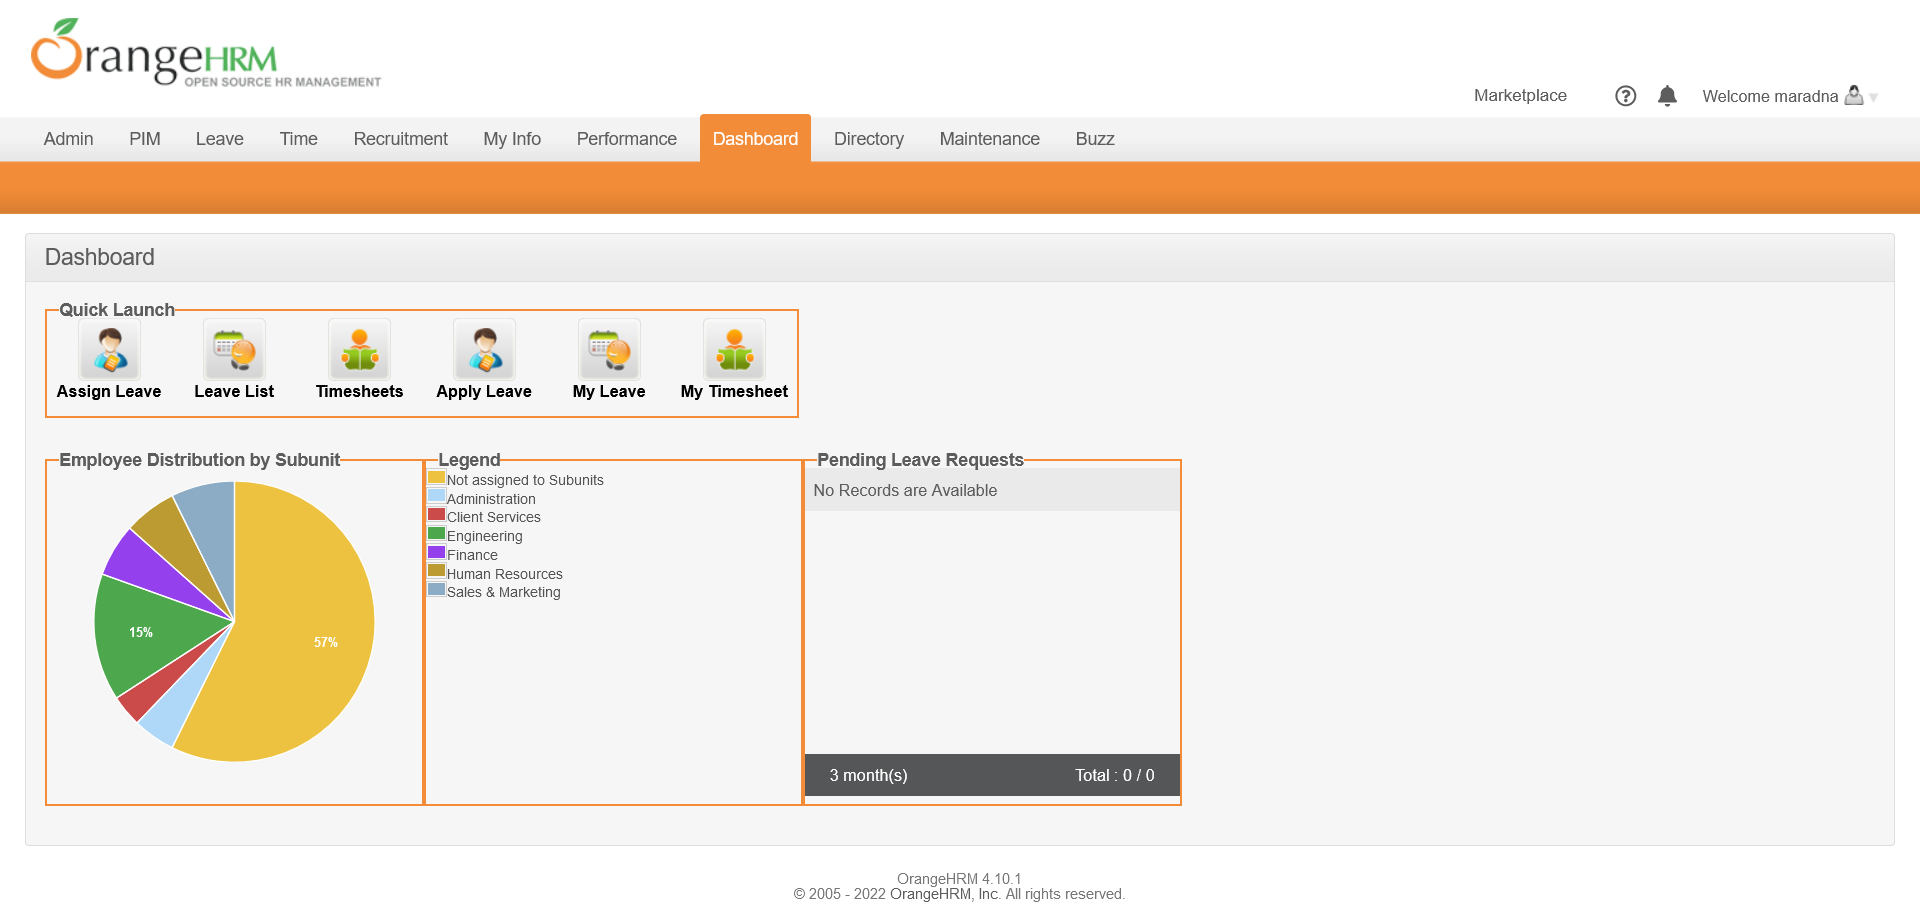 OrangeHRM
OPEN SOURCE HR MANAGEMENT
Marketplace
Welcome maradna
Admin PIM Leave Time Recruitment My Info Performance Dashboard Directory Maintenance Buzz
Dashboard
Quick Launch
Assign Leave Leave List Timesheets Apply Leave My Leave My Timesheet
Employee Distribution by Subunit
57%
15%
Legend
Not assigned to Subunits
Administration
Client Services
Engineering
Finance
Human Resources
Sales & Marketing
Pending Leave Requests
No Records are Available
3 month(s) Total : 0 / 0
OrangeHRM 4.10.1
© 2005 - 2022 OrangeHRM, Inc. All rights reserved.